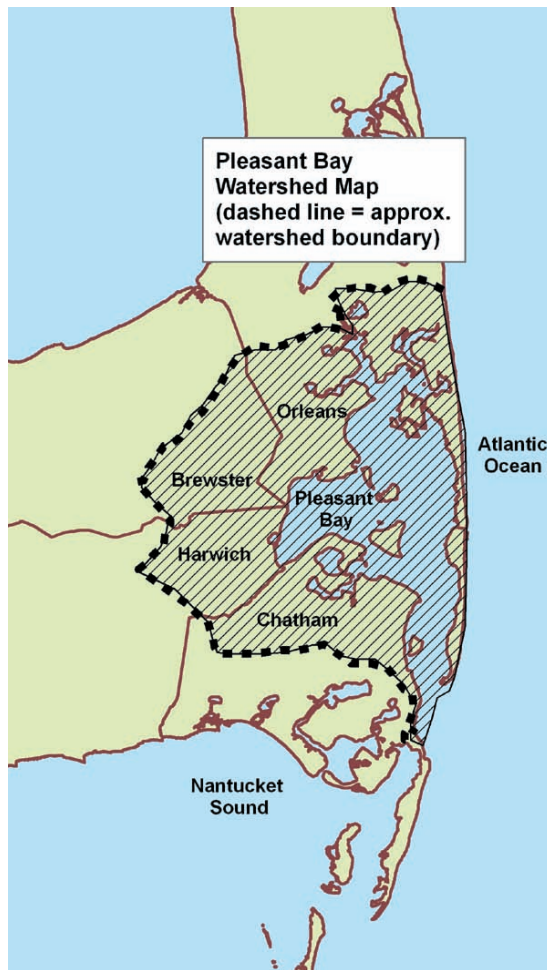 Pleasant Bay
Watershed Map
(dashed line = approx.
watershed boundary)
Orleans
Atlantic
Ocean
Brewster
Pleasant
Bay
Harwich
Chatham
Nantucket
Sound